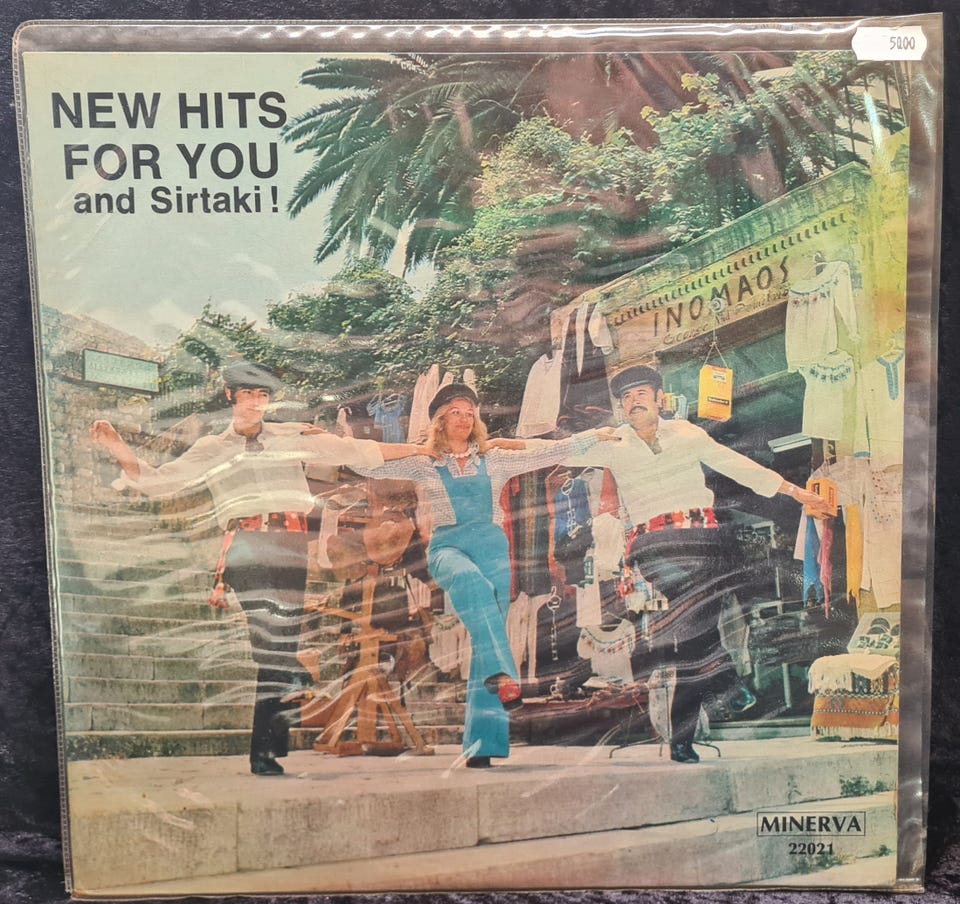 NEW HITS
FOR YOU
and Sirtaki!
5000
INOMAOS
MINERVA
22021